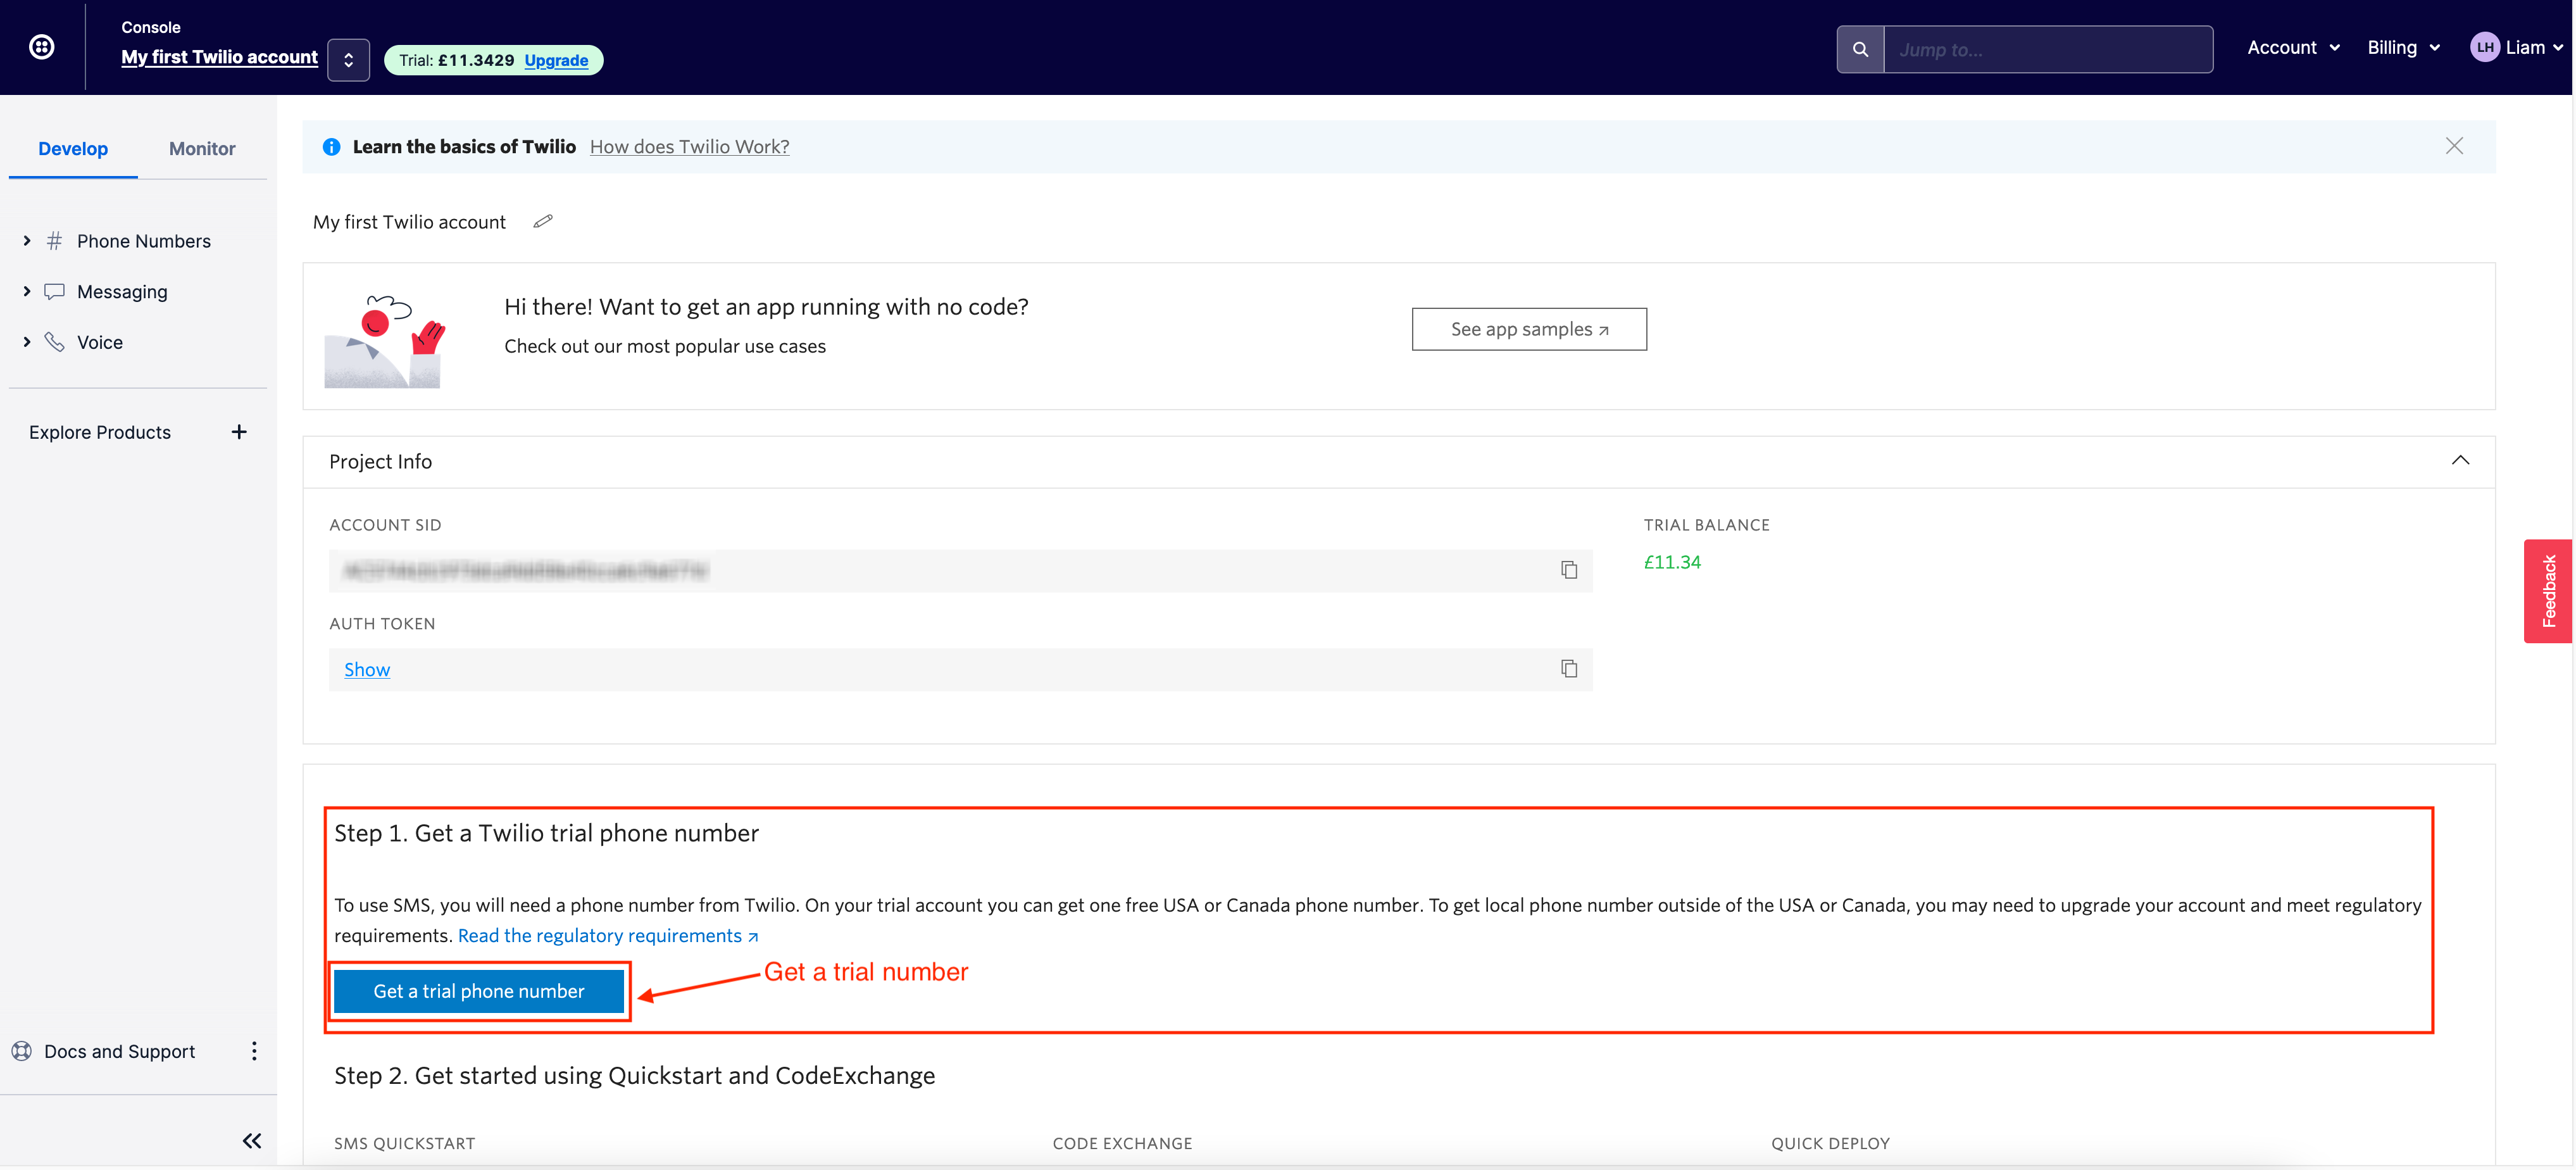 Console
My first Twilio account
Trial: £11.3429 Upgrade
Jump to...
Account
Billing
LH Liam
Develop
Monitor
Learn the basics of Twilio How does Twilio Work?
My first Twilio account
Phone Numbers
Messaging
Voice
Explore Products
Hi there! Want to get an app running with no code?
Check out our most popular use cases
See app samples
Project Info
ACCOUNT SID
TRIAL BALANCE
£11.34
AUTH TOKEN
Show
Feedback
Step 1. Get a Twilio trial phone number
To use SMS, you will need a phone number from Twilio. On your trial account you can get one free USA or Canada phone number. To get local phone number outside of the USA or Canada, you may need to upgrade your account and meet regulatory
requirements. Read the regulatory requirements
Get a trial phone number
Get a trial number
Docs and Support
Step 2. Get started using Quickstart and CodeExchange
SMS QUICKSTART
CODE EXCHANGE
QUICK DEPLOY